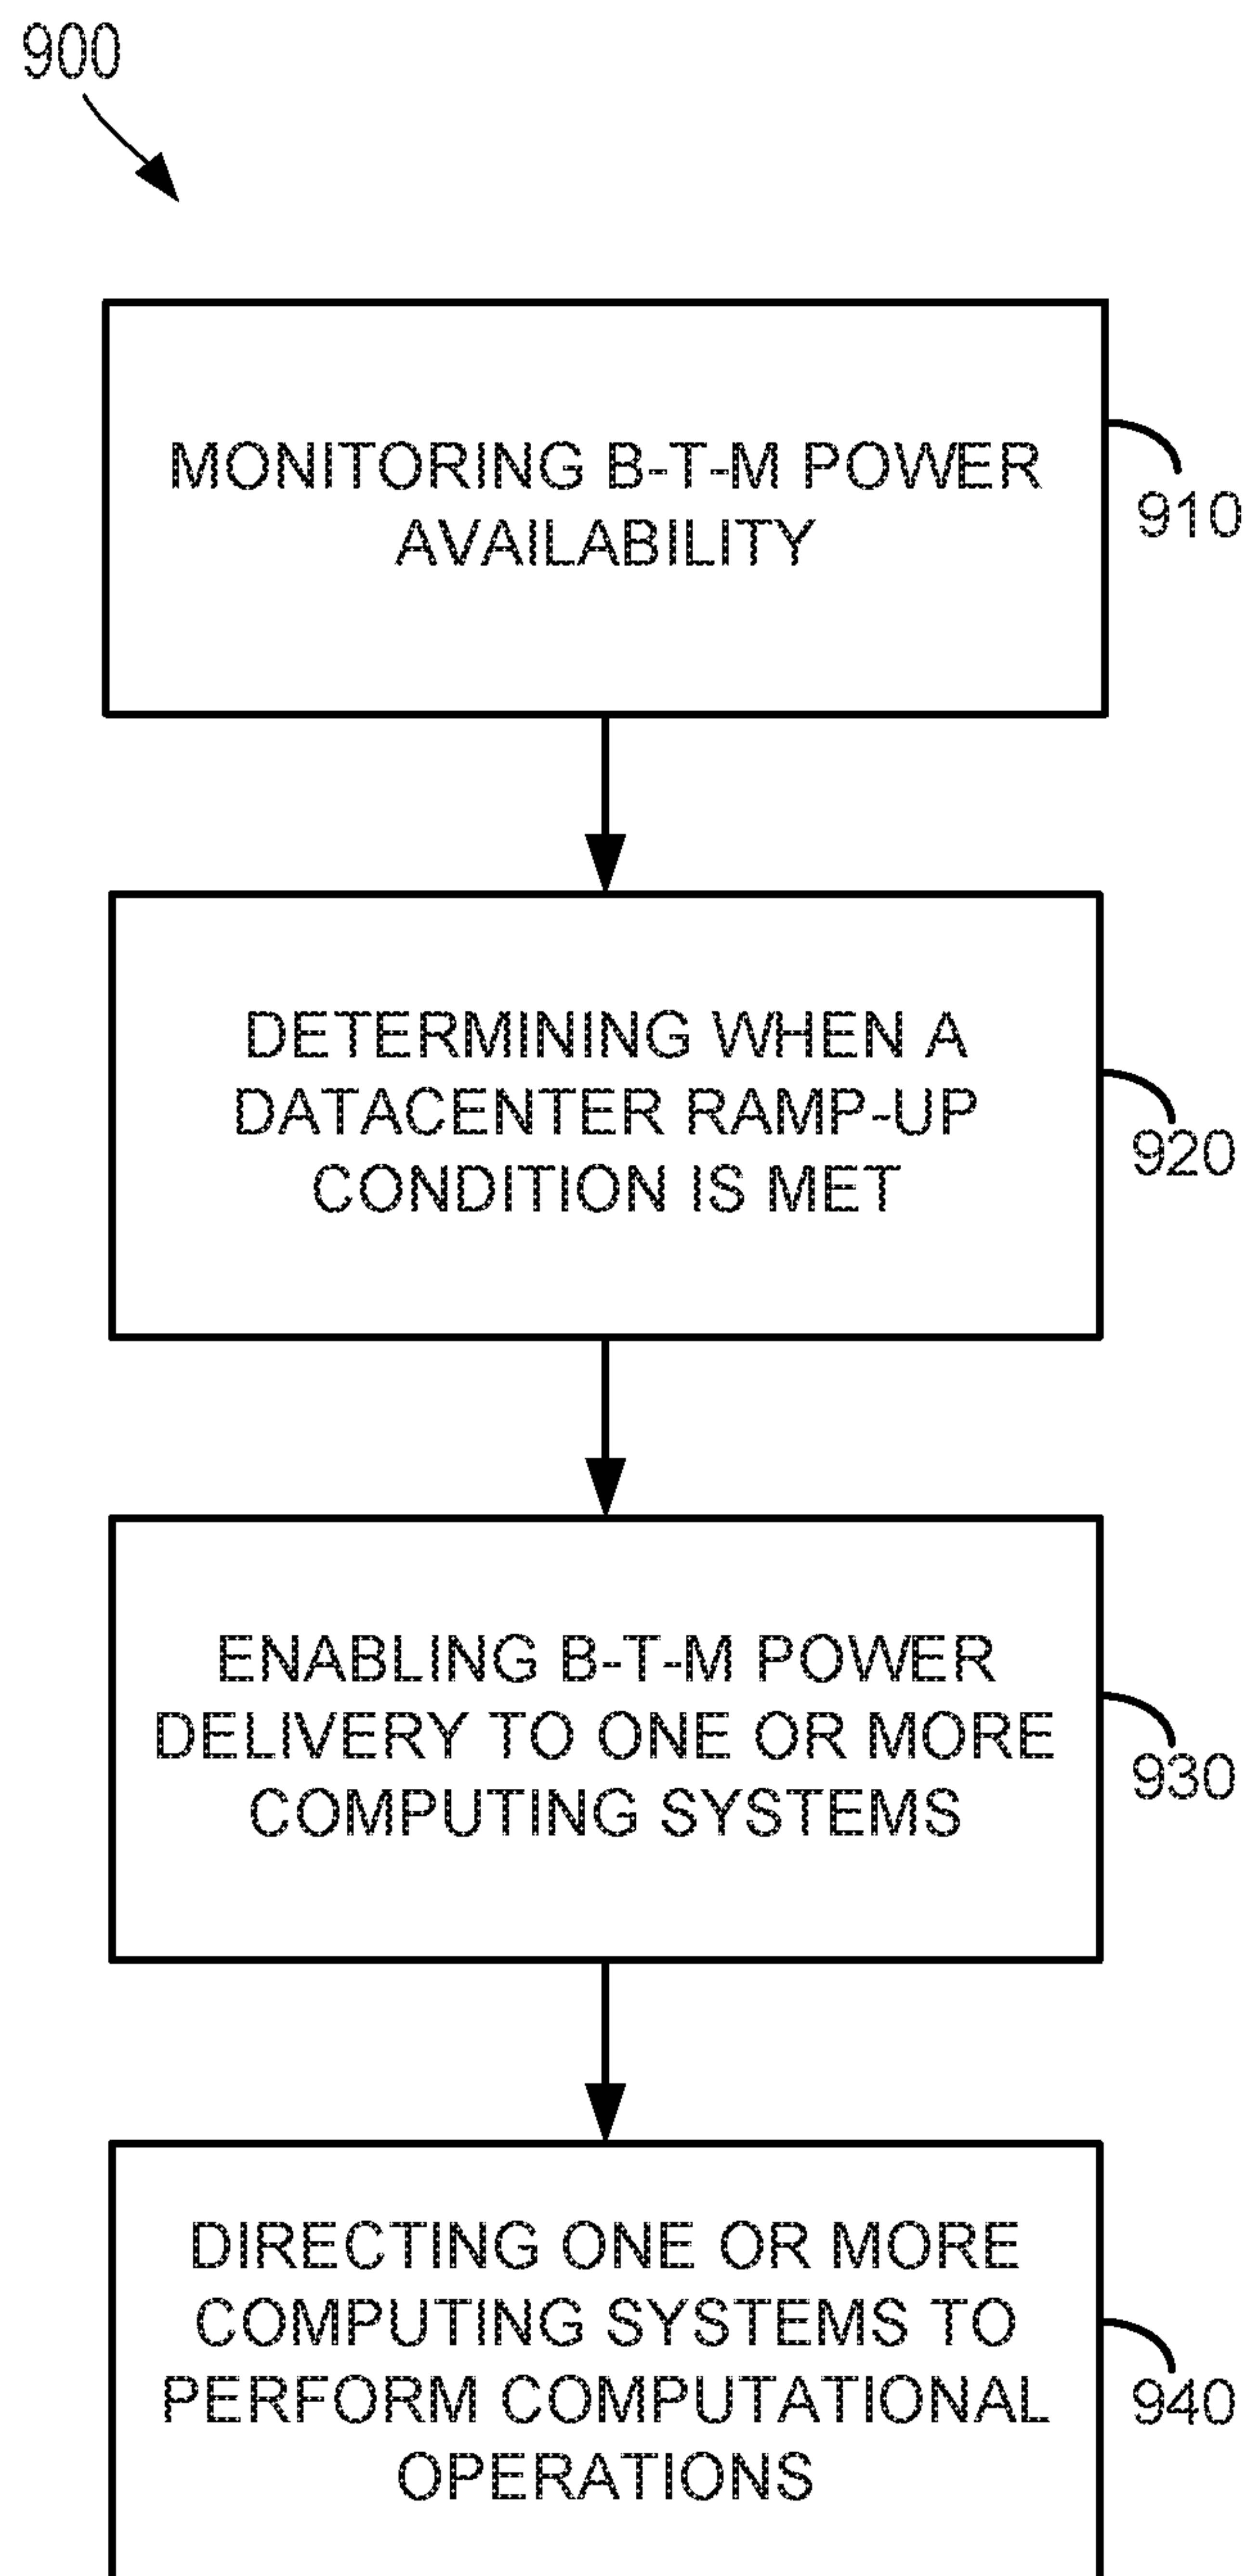 900
MONITORING B-T-M POWER
AVAILABILITY
910
DETERMINING WHEN A
DATACENTER RAMP-UP
CONDITION IS MET
920
ENABLING B-T-M POWER
DELIVERY TO ONE OR MORE
COMPUTING SYSTEMS
930
DIRECTING ONE OR MORE
COMPUTING SYSTEMS TO
PERFORM COMPUTATIONAL
OPERATIONS
940